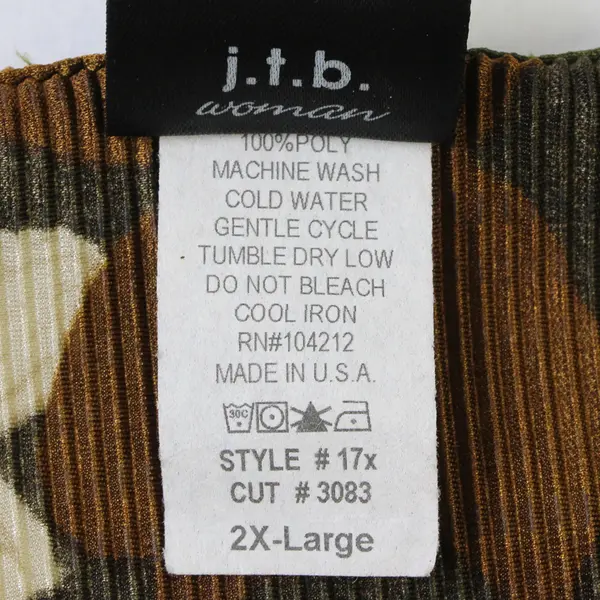 j.t.b.
woman
100%POLY
MACHINE WASH
COLD WATER
GENTLE CYCLE
TUMBLE DRY LOW
DO NOT BLEACH
COOL IRON
RN#104212
MADE IN U.S.A.
30C
STYLE # 17x
CUT # 3083
2X-Large